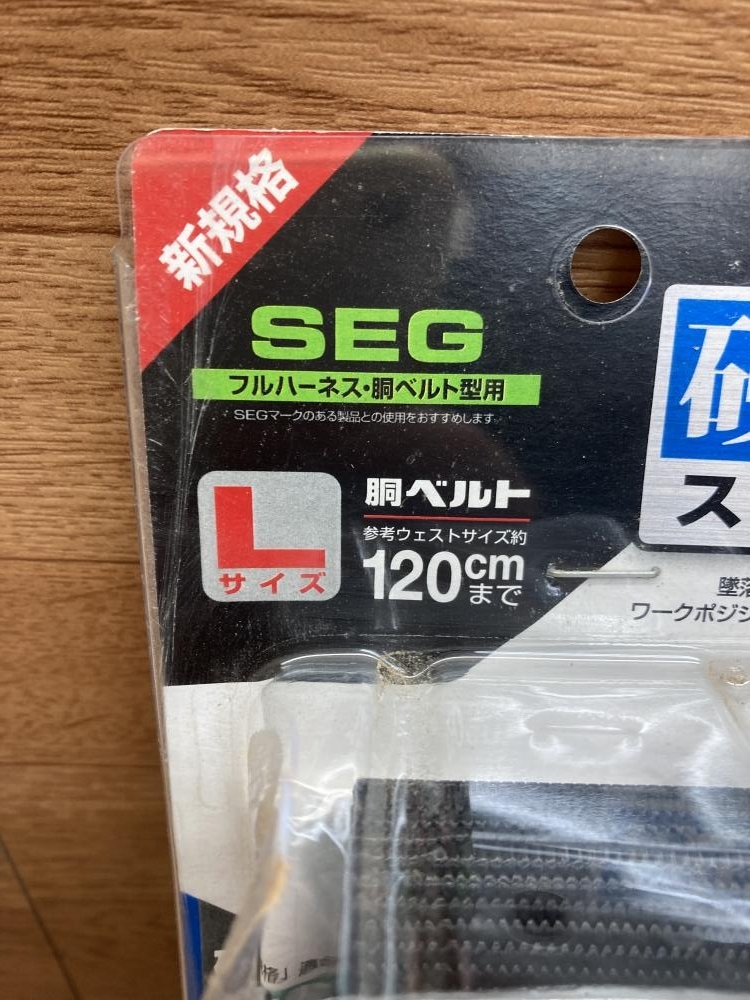 新規格
SEG
フルハーネス・胴ベルト型用
SEGマークのある製品との使用をおすすめします。
L
サイズ
胴ベルト
参考ウェストサイズ約
120cm
まで
ス
墜落
ワークポジシ
格」適